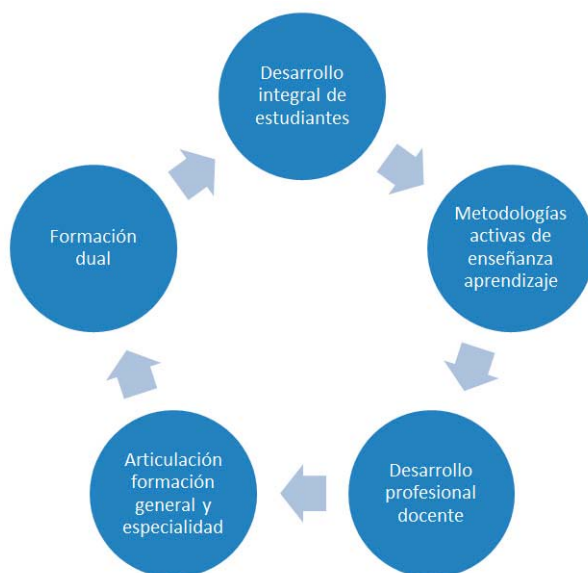 Desarrollo
integral de
estudiantes
Metodologías
activas de
enseñanza
aprendizaje
Desarrollo
profesional
docente
Articulación
formación
general y
especialidad
Formación
dual